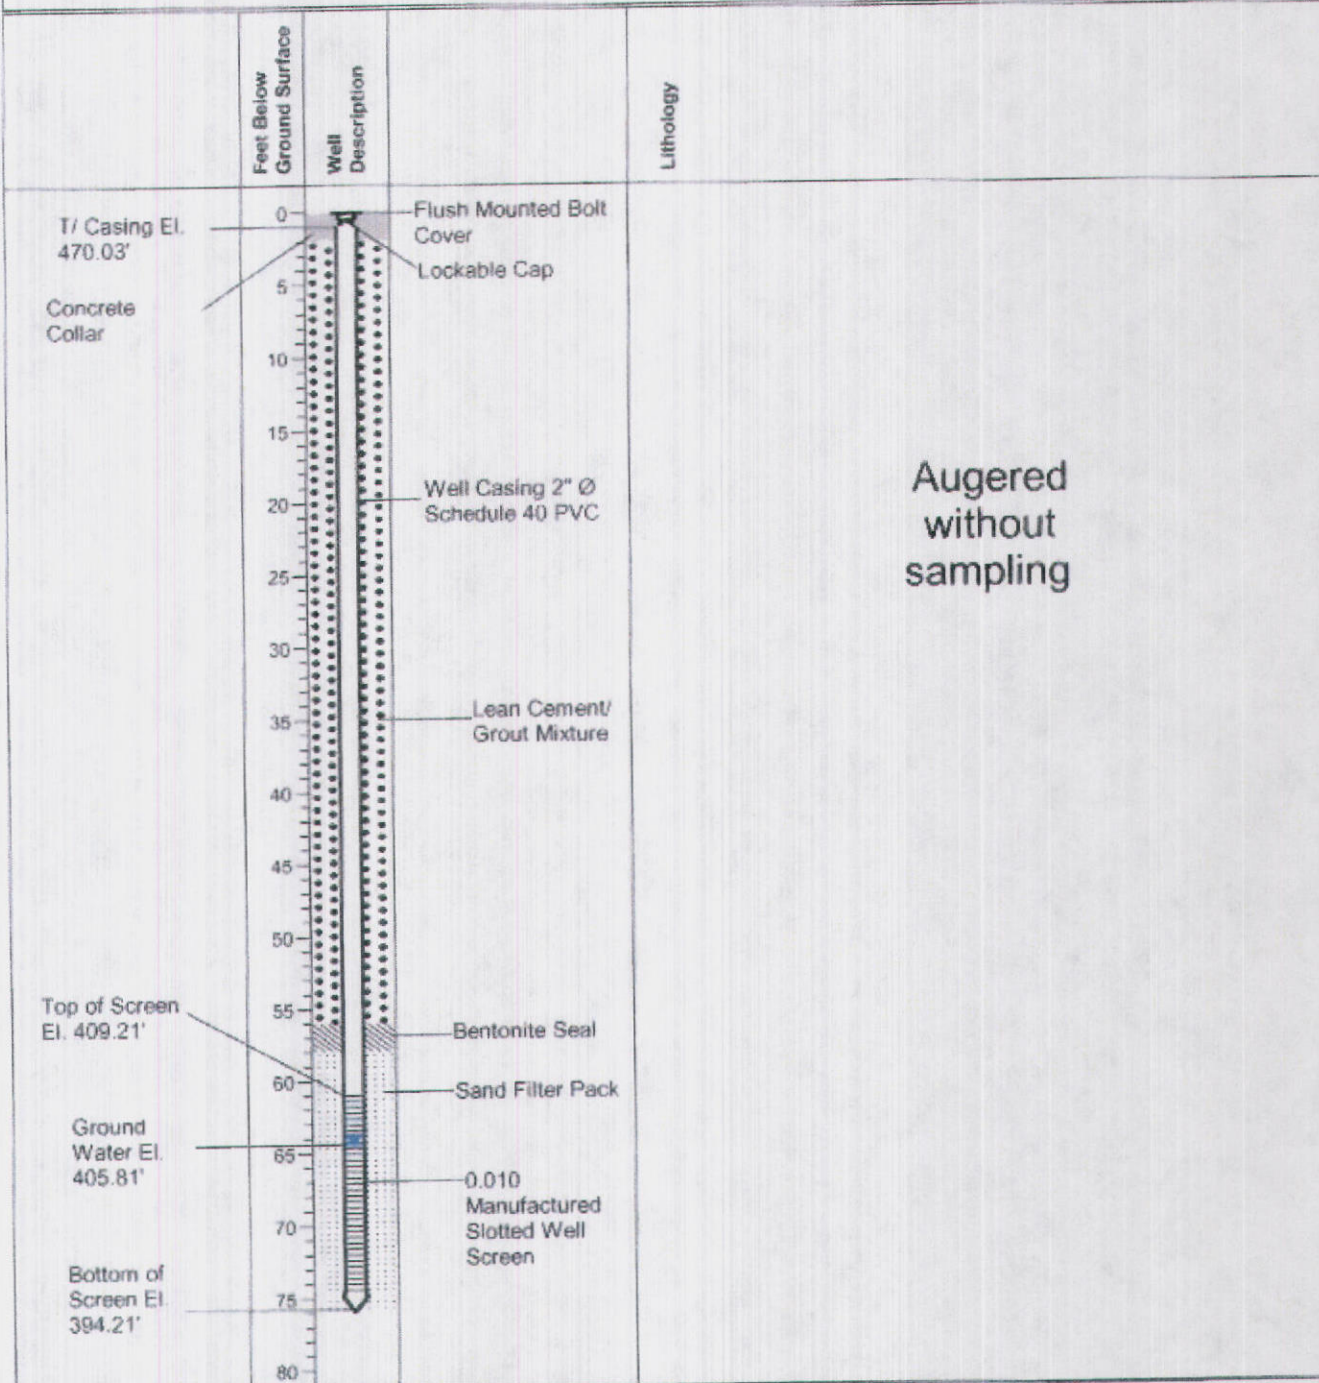 Feet Below
Ground Surface
Well
Description
Lithology
0
T/ Casing El.
470.03'
Flush Mounted Bolt
Cover
Lockable Cap
5
Concrete
Collar
10
15
Well Casing 2" Ø
Schedule 40 PVC
20
Augered
without
sampling
25
30
Lean Cement/
Grout Mixture
35
40
45
50
55
Top of Screen
El. 409.21'
Bentonite Seal
60
Sand Filter Pack
Ground
Water El.
405.81'
65
0.010
Manufactured
Slotted Well
Screen
70
Bottom of
Screen El.
394.21'
75
80